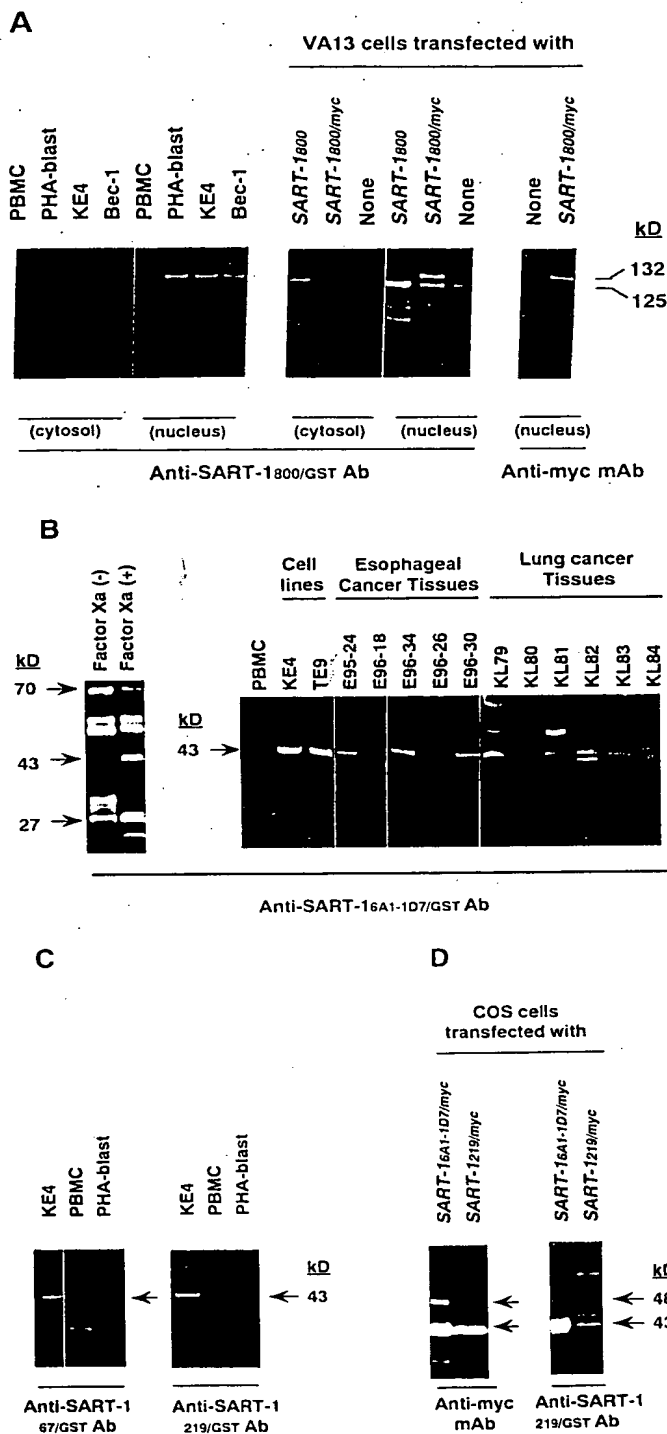 A
VA13 cells transfected with
PBMC
PHA-blast
KE4
Bec-1
PBMC
PHA-blast
KE4
Bec-1
SART-1800
SART-1800/myc
None
SART-1800
SART-1800/myc
None
None
SART-1800/myc
kD
132
125
(cytosol) (nucleus) (cytosol) (nucleus) (nucleus)
Anti-SART-1800/GST Ab Anti-myc mAb
B
Cell lines
Esophageal Cancer Tissues
Lung cancer Tissues
Factor Xa (-)
Factor Xa (+)
kD
70
43
27
PBMC
KE4
TE9
E95-24
E96-18
E96-34
E96-26
E96-30
KL79
KL80
KL81
KL82
KL83
KL84
kD
43
Anti-SART-16A1-1D7/GST Ab
C
KE4
PBMC
PHA-blast
KE4
PBMC
PHA-blast
kD
43
Anti-SART-1
67/GST Ab
Anti-SART-1
219/GST Ab
D
COS cells
transfected with
SART-16A1-1D7/myc
SART-1219/myc
SART-16A1-1D7/myc
SART-1219/myc
48
43
Anti-myc
mAb
Anti-SART-1
219/GST Ab